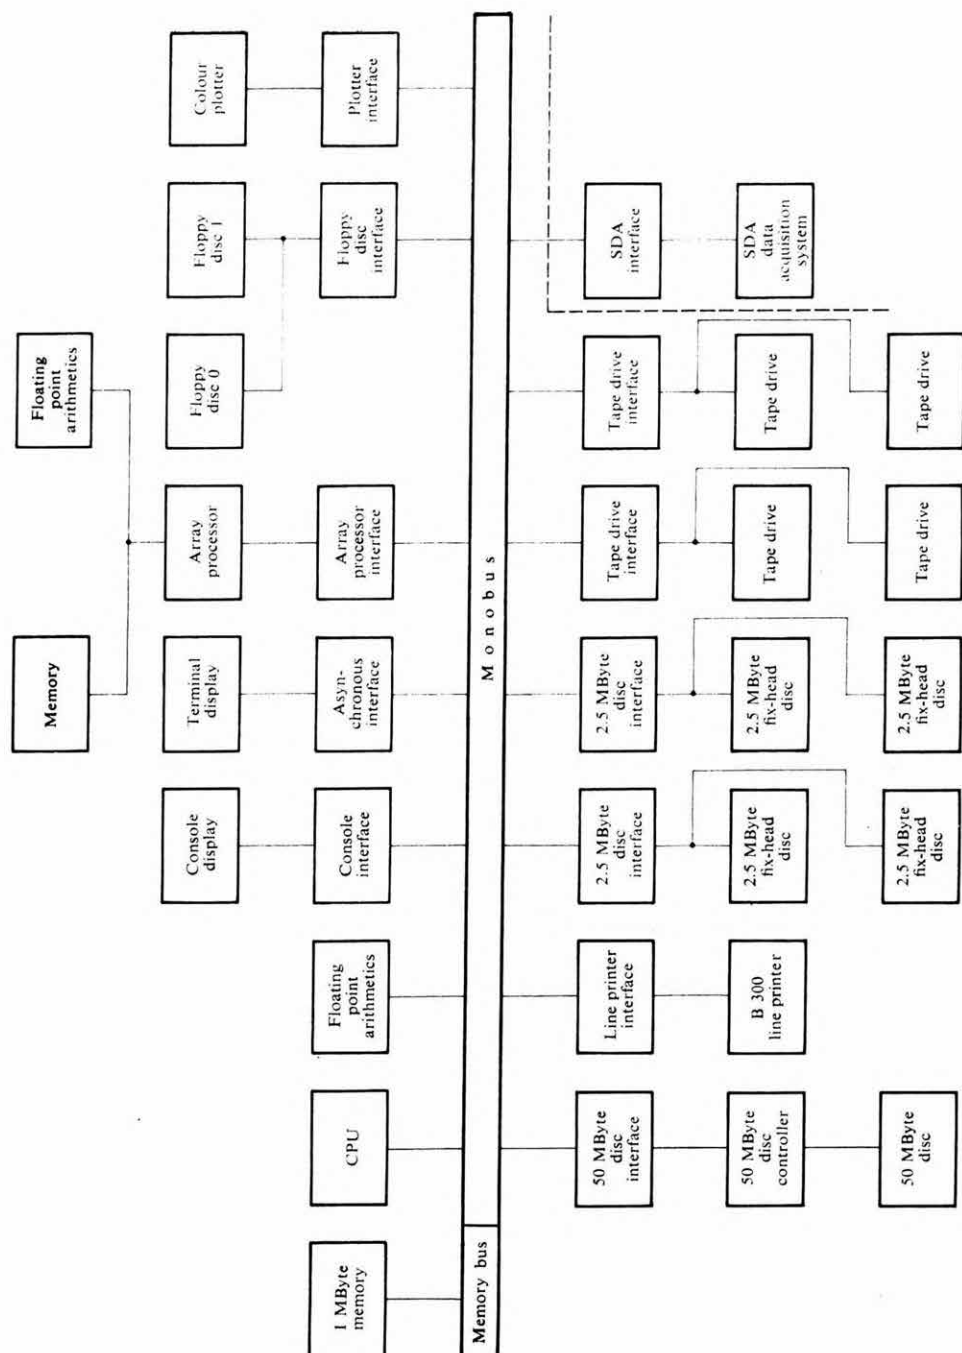 Floating
point
arithmetics
Memory
Colour
plotter
Floppy
disc 1
Floppy
disc 0
Array
processor
Terminal
display
Console
display
Plotter
interface
Floppy
disc
interface
Array
processor
interface
Asyn-
chronous
interface
Console
interface
Floating
point
arithmetics
CPU
1 MByte
memory
Memory bus
Monobus
50 MByte
disc
interface
Line printer
interface
2.5 MByte
disc
interface
2.5 MByte
disc
interface
Tape drive
interface
Tape drive
interface
SDA
interface
50 MByte
disc
controller
B 300
line printer
2.5 MByte
fix-head
disc
2.5 MByte
fix-head
disc
Tape drive
Tape drive
SDA
data
acquisition
system
50 MByte
disc
2.5 MByte
fix-head
disc
2.5 MByte
fix-head
disc
Tape drive
Tape drive